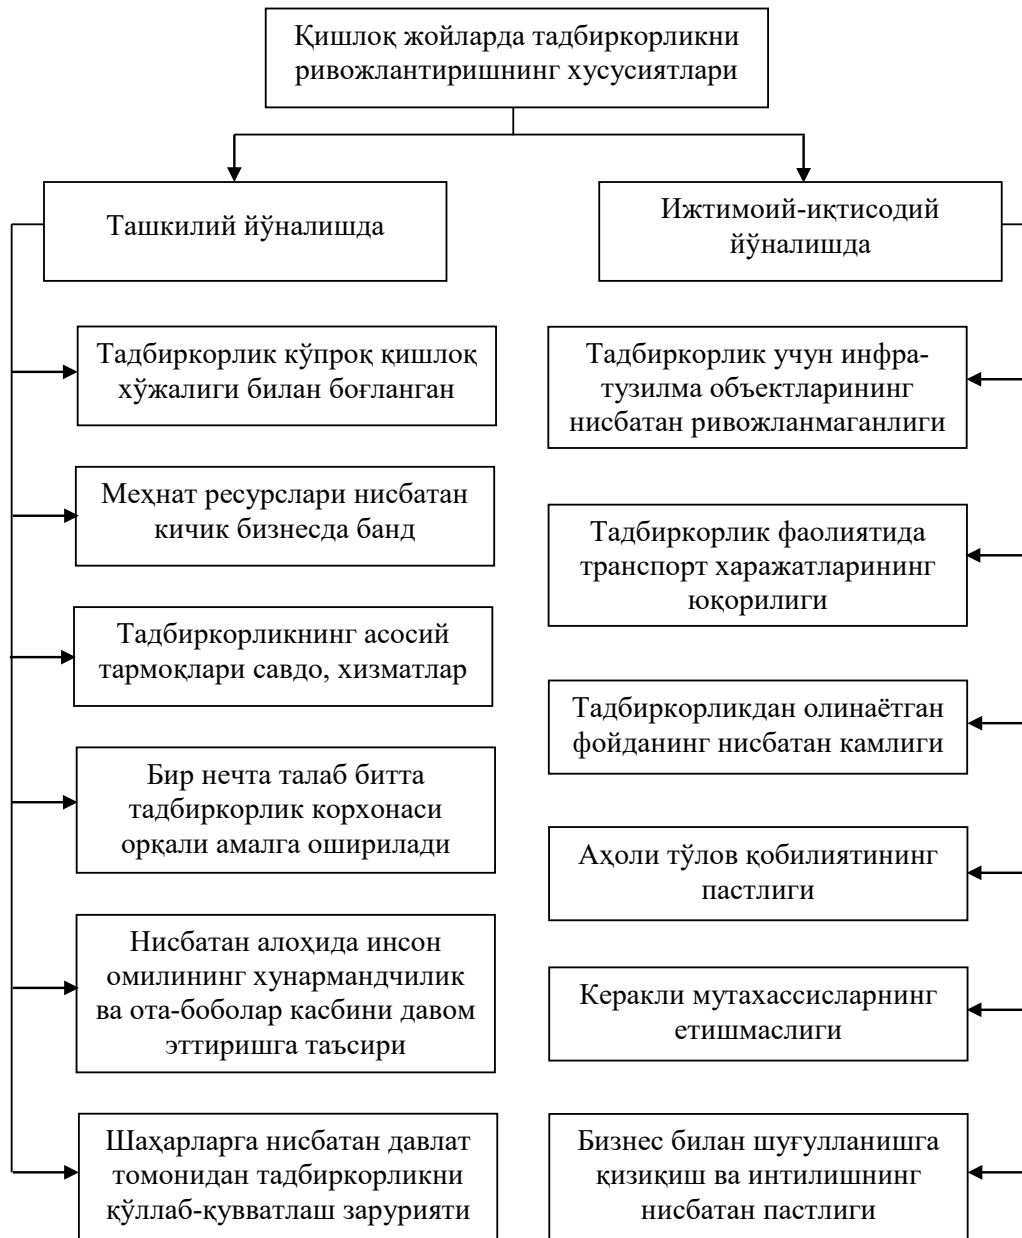 Қишлоқ жойларда тадбиркорликни
ривожлантиришнинг хусусиятлари
Ташкилий йўналишда
Ижтимоий-иқтисодий
йўналишда
Тадбиркорлик кўпроқ қишлоқ
хўжалиги билан боғланган
Меҳнат ресурслари нисбатан
кичик бизнесда банд
Тадбиркорликнинг асосий
тармоқлари савдо, хизматлар
Бир нечта талаб битта
тадбиркорлик корхонаси
орқали амалга оширилади
Нисбатан алоҳида инсон
омилининг хунармандчилик
ва ота-боболар касбини давом
эттиришга таъсири
Шаҳарларга нисбатан давлат
томонидан тадбиркорликни
қўллаб-қувватлаш зарурияти
Тадбиркорлик учун инфра-
тузилма объектларининг
нисбатан ривожланмаганлиги
Тадбиркорлик фаолиятида
транспорт харажатларининг
юқорилиги
Тадбиркорликдан олинаётган
фойданинг нисбатан камлиги
Аҳоли тўлов қобилиятининг
пастлиги
Керакли мутахассисларнинг
етишмаслиги
Бизнес билан шуғулланишга
қизиқиш ва интилишнинг
нисбатан пастлиги